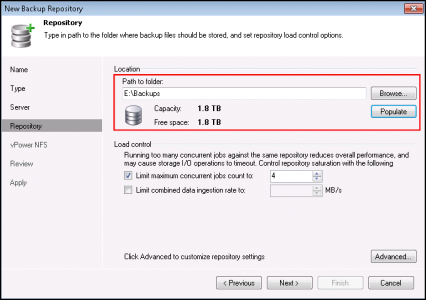 New Backup Repository
Repository
Type in path to the folder where backup files should be stored, and set repository load control options.
Name
Type
Server
Repository
vPower NFS
Review
Apply
Location
Path to folder:
E:\Backups
Browse...
Populate
Capacity: 1.8 TB
Free space: 1.8 TB
Load control
Running too many concurrent jobs against the same repository reduces overall performance, and
may cause storage I/O operations to timeout. Control repository saturation with the following
Limit maximum concurrent jobs count to: 4
Limit combined data ingestion rate to: MB/s
Click Advanced to customize repository settings
Advanced...
< Previous
Next >
Finish
Cancel